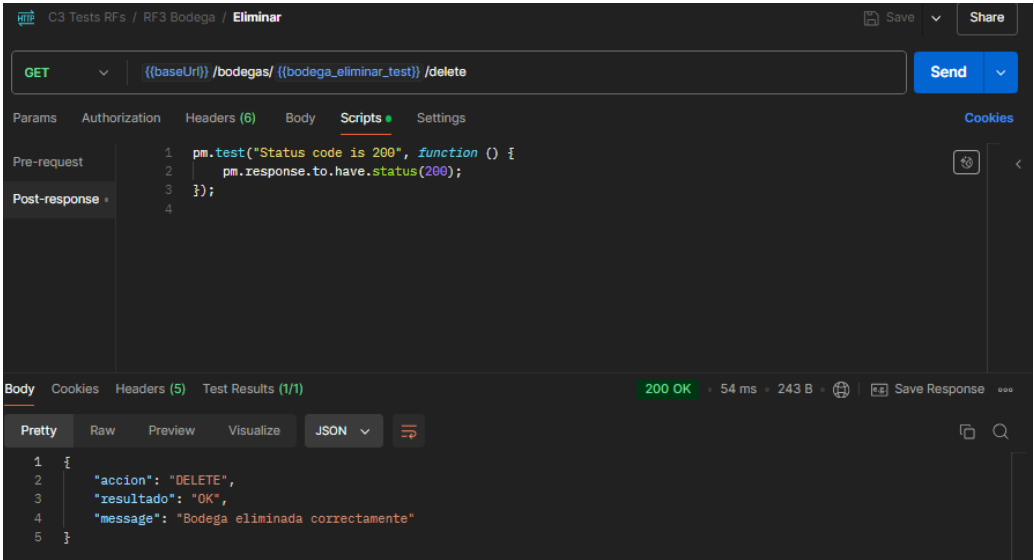 HTTP C3 Tests RFs / RF3 Bodega / Eliminar Save Share
GET {{baseUrl}} /bodegas/ {{bodega_eliminar_test}} /delete Send
Params Authorization Headers (6) Body Scripts Settings Cookies
Pre-request
Post-response
1 pm.test("Status code is 200", function () {
2 pm.response.to.have.status(200);
3 });
4
Body Cookies Headers (5) Test Results (1/1) 200 OK 54 ms 243 B e.g. Save Response
Pretty Raw Preview Visualize JSON
1 {
2 "accion": "DELETE",
3 "resultado": "OK",
4 "message": "Bodega eliminada correctamente"
5 }